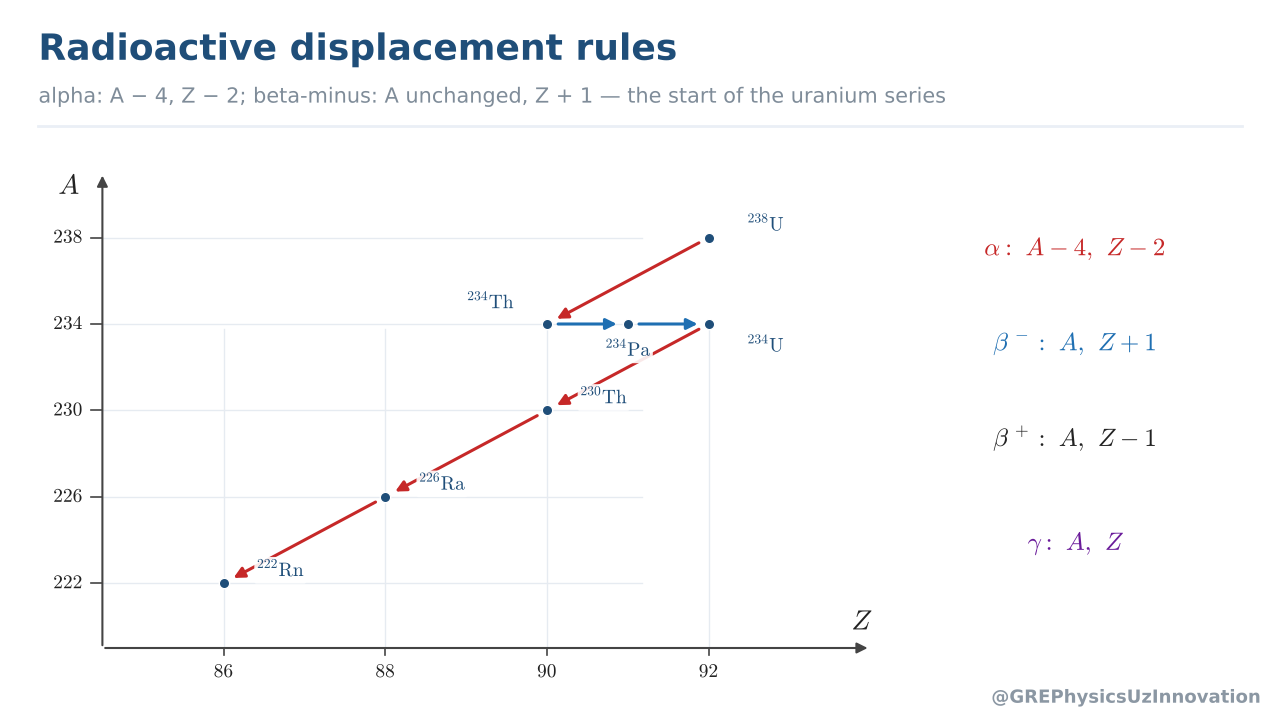 Radioactive displacement rules
alpha: A − 4, Z − 2; beta-minus: A unchanged, Z + 1 — the start of the uranium series
A
238
234
230
226
222
²³⁸U
²³⁴Th
²³⁴Pa
²³⁴U
²³⁰Th
²²⁶Ra
²²²Rn
Z
86
88
90
92
α : A − 4, Z − 2
β⁻ : A, Z + 1
β⁺ : A, Z − 1
γ : A, Z
@GREPhysicsUzInnovation